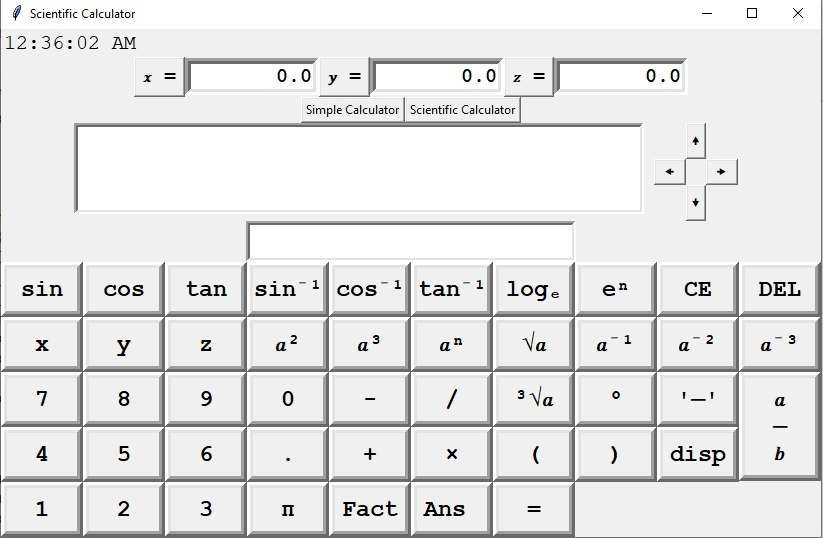 Scientific Calculator
12:36:02 AM
x = 0.0 y = 0.0 z = 0.0
Simple Calculator Scientific Calculator
↑
← →
↓
sin cos tan sin⁻¹ cos⁻¹ tan⁻¹ logₑ eⁿ CE DEL
x y z a² a³ aⁿ √a a⁻¹ a⁻² a⁻³
7 8 9 0 - / ³√a ° '—' a
—
4 5 6 . + × ( ) disp b
1 2 3 π Fact Ans =